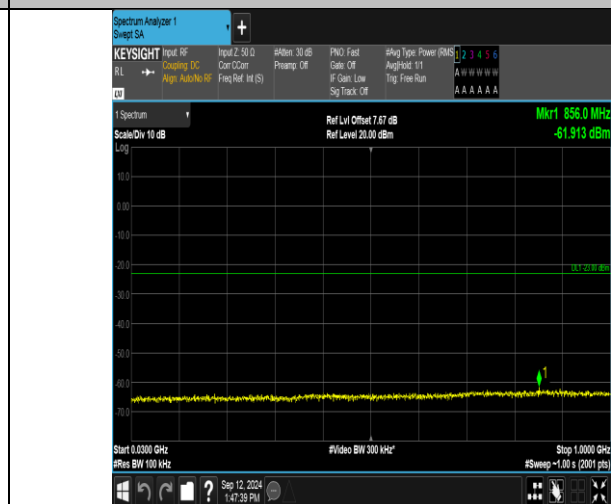 Spectrum Analyzer 1
Swept SA
+
KEYSIGHT
RL
LXI
Input: RF
Coupling: DC
Align: Auto/No RF
Input Z: 50 Ω
Corr CCorr
Freq Ref: Int (S)
#Atten: 30 dB
Preamp: Off
PNO: Fast
Gate: Off
IF Gain: Low
Sig Track: Off
#Avg Type: Power (RMS
Avg|Hold: 1/1
Trig: Free Run
1 2 3 4 5 6
A W W W W W
A A A A A A
1 Spectrum
Scale/Div 10 dB
Log
Ref Lvl Offset 7.67 dB
Ref Level 20.00 dBm
Mkr1 856.0 MHz
-61.913 dBm
10.0
0.00
-10.0
-20.0
DL1 -23.00 dBm
-30.0
-40.0
-50.0
-60.0
1
-70.0
Start 0.0300 GHz
#Res BW 100 kHz
#Video BW 300 kHz*
Stop 1.0000 GHz
#Sweep ~1.00 s (2001 pts)
?
Sep 12, 2024
1:47:39 PM